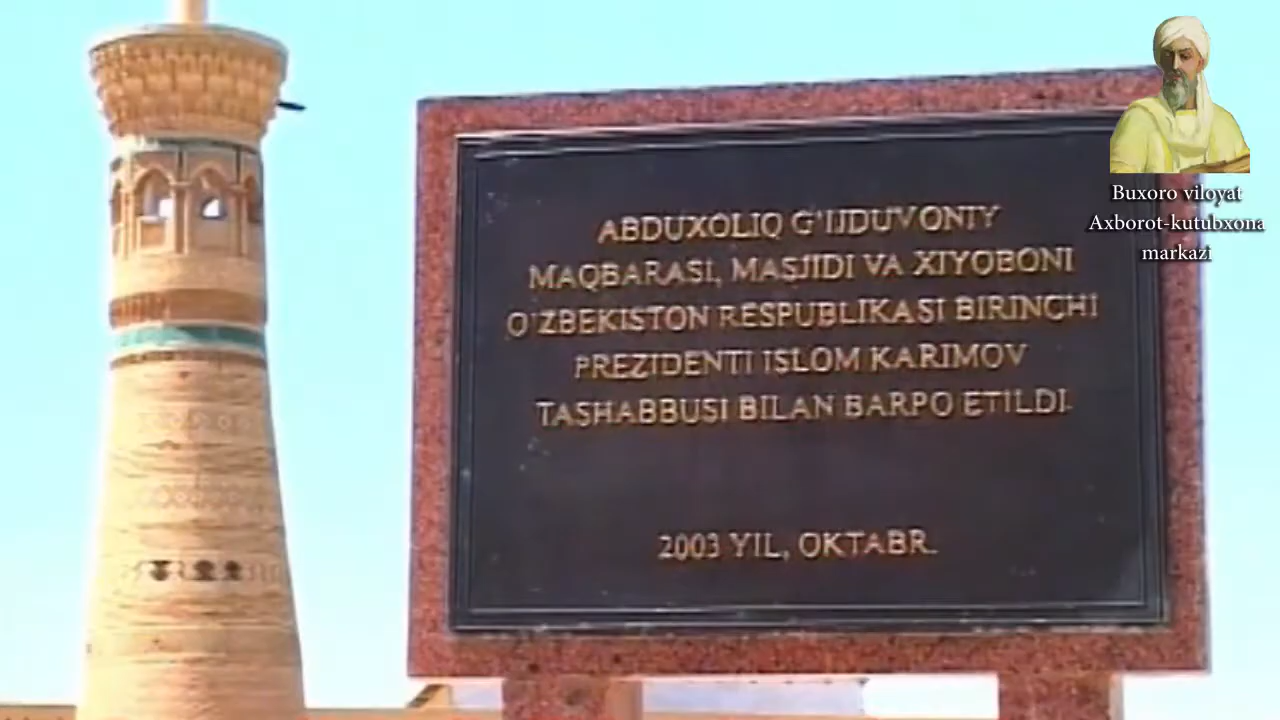 ABDUXOLIQ G'IJDUVONIY
MAQBARASI, MASJIDI VA XIYOBONI
O'ZBEKISTON RESPUBLIKASI BIRINCHI
PREZIDENTI ISLOM KARIMOV
TASHABBUSI BILAN BARPO ETILDI.
2003 YIL, OKTABR.
Buxoro viloyat
Axborot-kutubxona
markazi